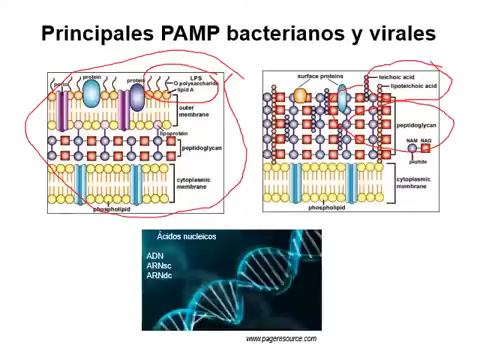 Principales PAMP bacterianos y virales
porin
protein
protein
LPS
O polysaccharide
lipid A
outer
membrane
lipoprotein
peptidoglycan
cytoplasmic
membrane
phospholipid
surface proteins
teichoic acid
lipoteichoic acid
peptidoglycan
NAM NAG
peptide
cytoplasmic
membrane
phospholipid
Ácidos nucleicos
ADN
ARNsc
ARNdc
www.pageresource.com